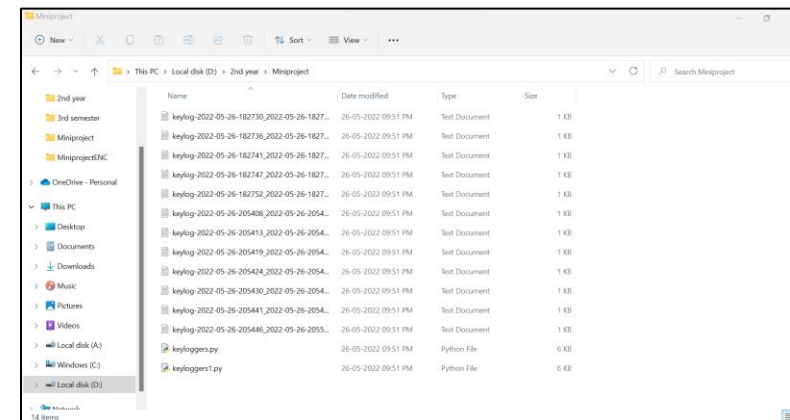 Miniproject
New Sort View ...
This PC > Local disk (D:) > 2nd year > Miniproject Search Miniproject
Name Date modified Type Size
2nd year
3rd semester
Miniproject
MiniprojectENC
OneDrive - Personal
This PC
Desktop
Documents
Downloads
Music
Pictures
Videos
Local disk (A:)
Windows (C:)
Local disk (D:)
Network
keylog-2022-05-26-182730_2022-05-26-1827... 26-05-2022 09:51 PM Text Document 1 KB
keylog-2022-05-26-182736_2022-05-26-1827... 26-05-2022 09:51 PM Text Document 1 KB
keylog-2022-05-26-182741_2022-05-26-1827... 26-05-2022 09:51 PM Text Document 1 KB
keylog-2022-05-26-182747_2022-05-26-1827... 26-05-2022 09:51 PM Text Document 1 KB
keylog-2022-05-26-182752_2022-05-26-1827... 26-05-2022 09:51 PM Text Document 1 KB
keylog-2022-05-26-205408_2022-05-26-2054... 26-05-2022 09:51 PM Text Document 1 KB
keylog-2022-05-26-205413_2022-05-26-2054... 26-05-2022 09:51 PM Text Document 1 KB
keylog-2022-05-26-205419_2022-05-26-2054... 26-05-2022 09:51 PM Text Document 1 KB
keylog-2022-05-26-205424_2022-05-26-2054... 26-05-2022 09:51 PM Text Document 1 KB
keylog-2022-05-26-205430_2022-05-26-2054... 26-05-2022 09:51 PM Text Document 1 KB
keylog-2022-05-26-205441_2022-05-26-2054... 26-05-2022 09:51 PM Text Document 1 KB
keylog-2022-05-26-205446_2022-05-26-2055... 26-05-2022 09:51 PM Text Document 1 KB
keyloggers.py 26-05-2022 09:51 PM Python File 6 KB
keyloggers1.py 26-05-2022 09:51 PM Python File 6 KB
14 items